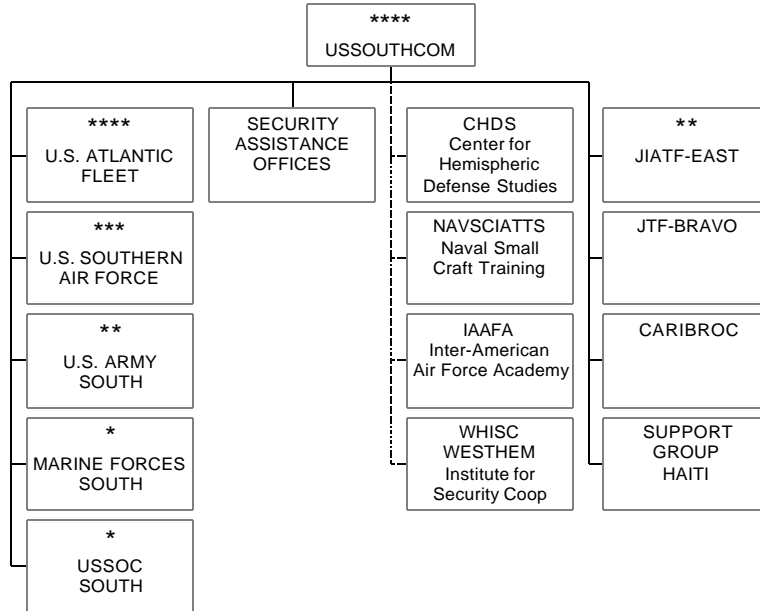 ****
USSOUTHCOM
****
U.S. ATLANTIC
FLEET
***
U.S. SOUTHERN
AIR FORCE
**
U.S. ARMY
SOUTH
*
MARINE FORCES
SOUTH
*
USSOC
SOUTH
SECURITY
ASSISTANCE
OFFICES
CHDS
Center for
Hemispheric
Defense Studies
NAVSCIATTS
Naval Small
Craft Training
IAAFA
Inter-American
Air Force Academy
WHISC
WESTHEM
Institute for
Security Coop
**
JIATF-EAST
JTF-BRAVO
CARIBROC
SUPPORT
GROUP
HAITI